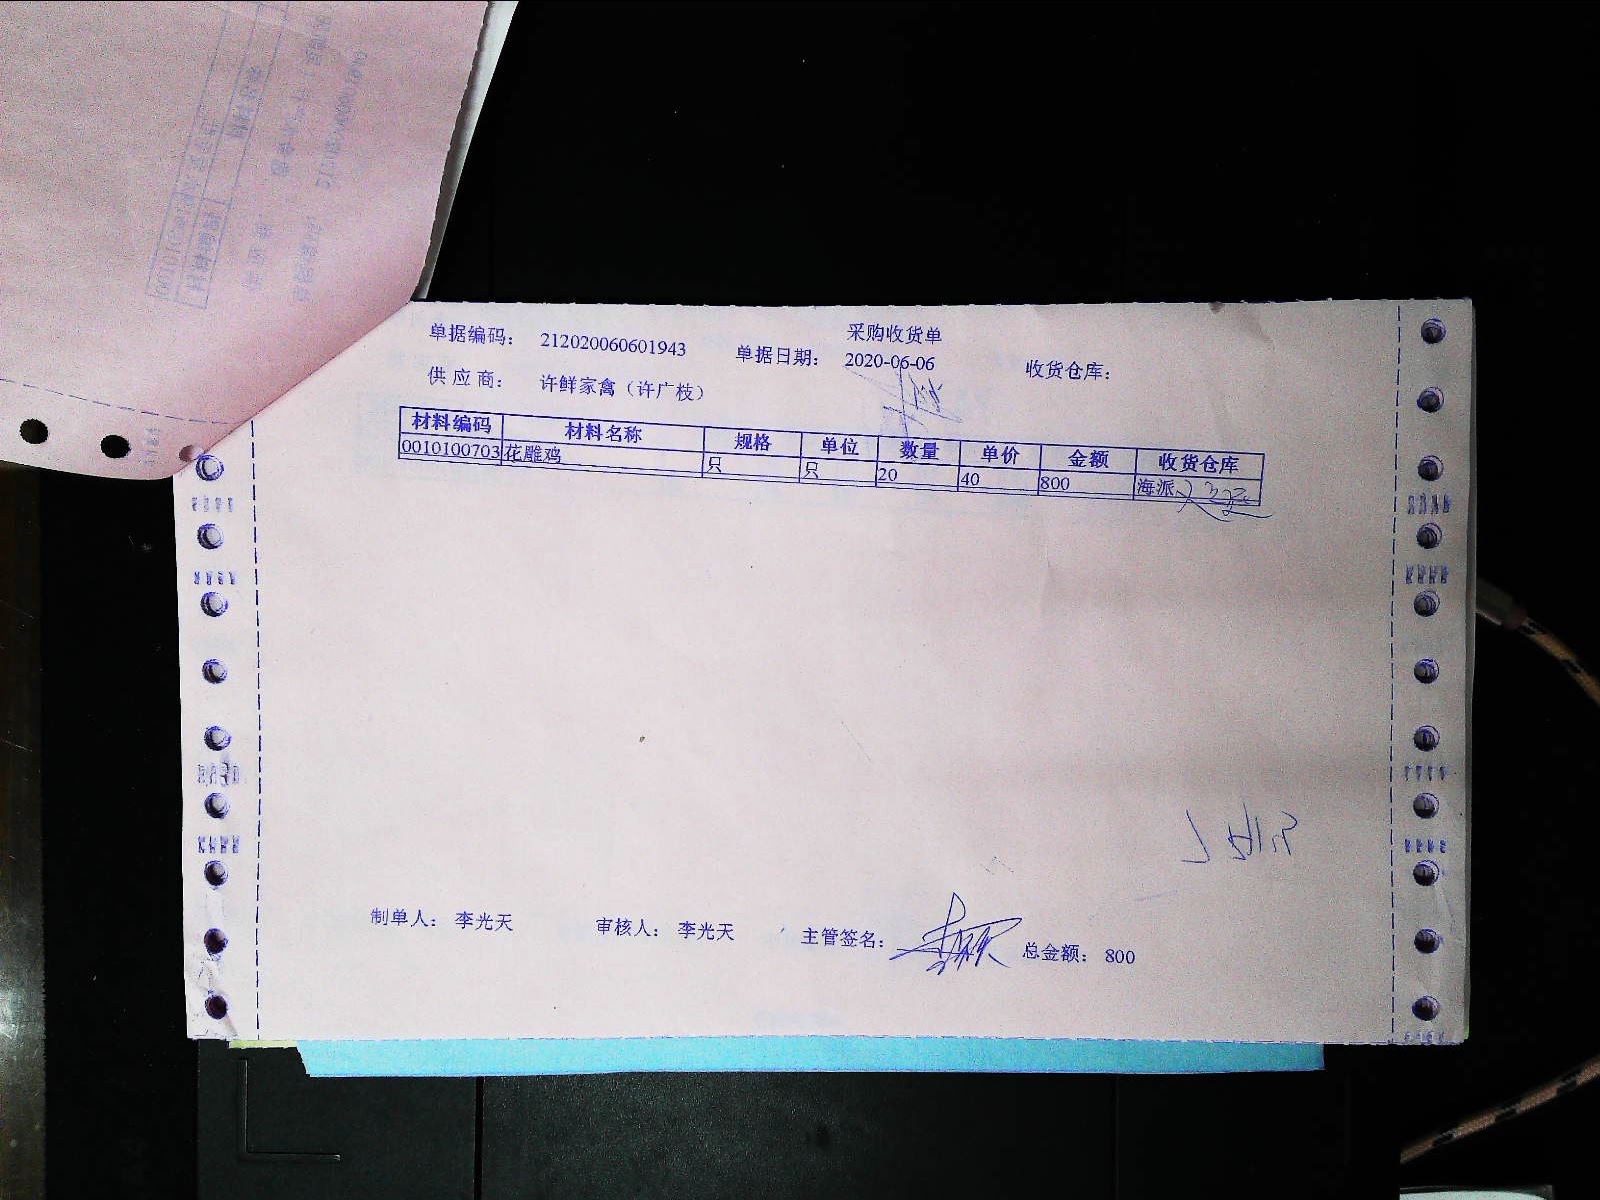 采购收货单
单据编码： 212020060601943 单据日期： 2020-06-06 收货仓库：
供应商： 许鲜家禽（许广枝）
材料编码 材料名称 规格 单位 数量 单价 金额 收货仓库
0010100703 花雕鸡 只 只 20 40 800 海派
制单人： 李光天 审核人： 李光天 主管签名： 总金额： 800